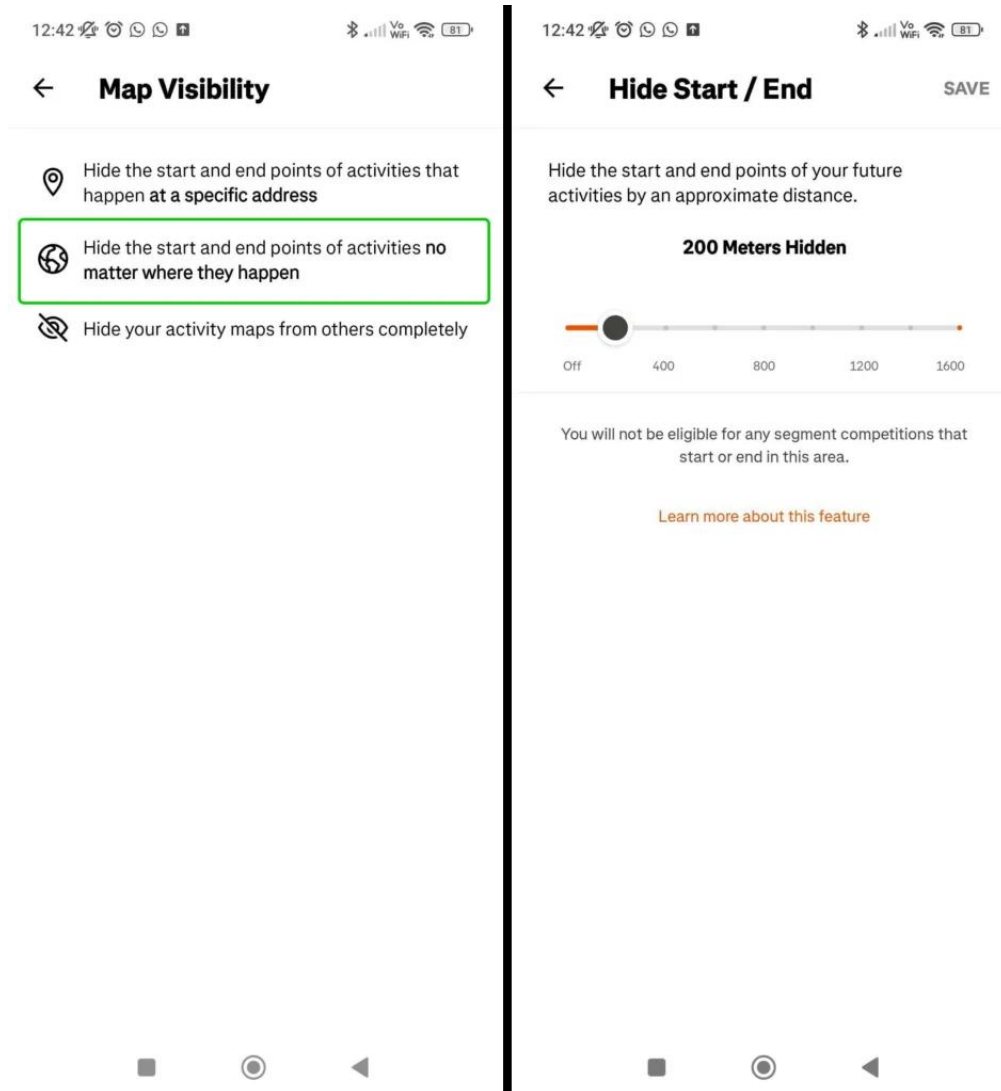 12:42
Vo
WiFi
81
Map Visibility
Hide the start and end points of activities that
happen at a specific address
Hide the start and end points of activities no
matter where they happen
Hide your activity maps from others completely
12:42
Vo
WiFi
81
Hide Start / End
SAVE
Hide the start and end points of your future
activities by an approximate distance.
200 Meters Hidden
Off 400 800 1200 1600
You will not be eligible for any segment competitions that
start or end in this area.
Learn more about this feature